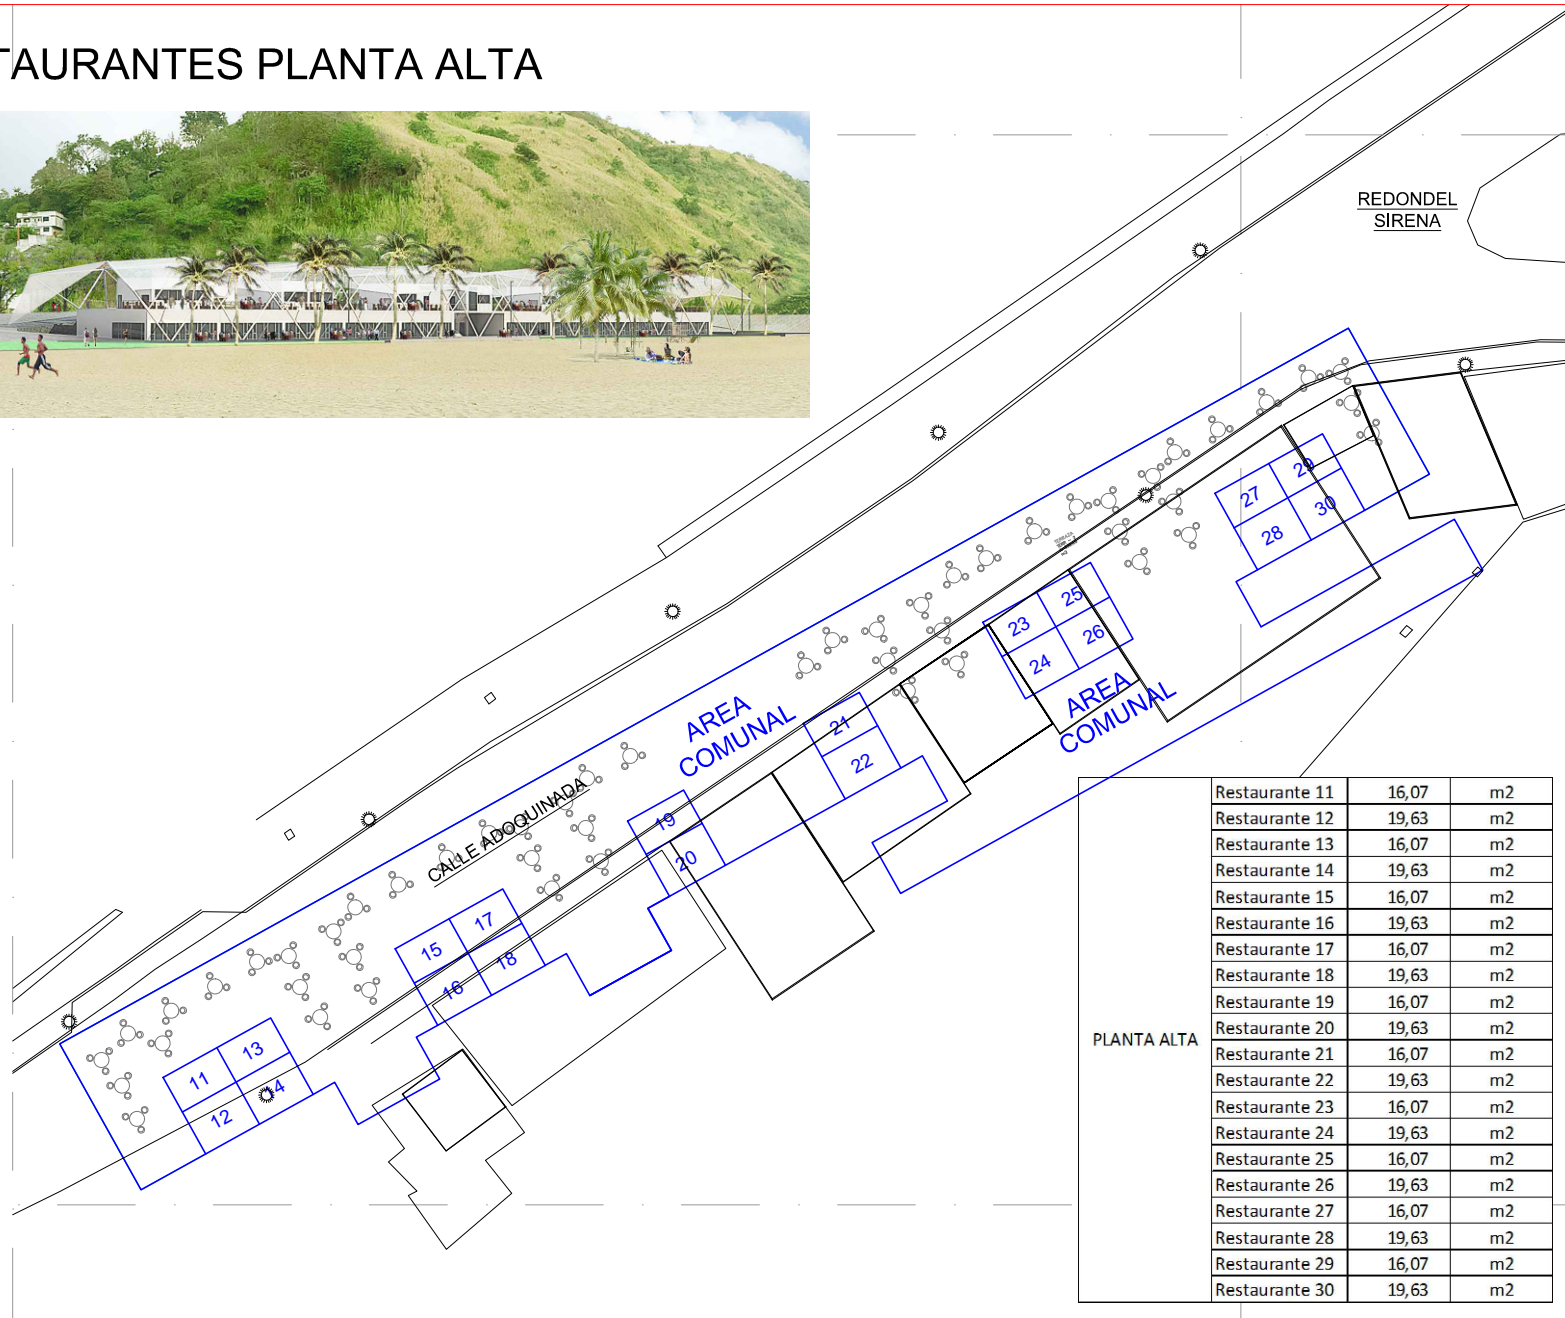 TAURANTES PLANTA ALTA
REDONDEL
SIRENA
29
27
30
28
25
23
26
24
AREA
COMUNAL
AREA
COMUNAL
21
22
CALLE ADOQUINADA
19
20
17
15
18
16
13
11
14
12
PLANTA ALTA
Restaurante 11 16,07 m2
Restaurante 12 19,63 m2
Restaurante 13 16,07 m2
Restaurante 14 19,63 m2
Restaurante 15 16,07 m2
Restaurante 16 19,63 m2
Restaurante 17 16,07 m2
Restaurante 18 19,63 m2
Restaurante 19 16,07 m2
Restaurante 20 19,63 m2
Restaurante 21 16,07 m2
Restaurante 22 19,63 m2
Restaurante 23 16,07 m2
Restaurante 24 19,63 m2
Restaurante 25 16,07 m2
Restaurante 26 19,63 m2
Restaurante 27 16,07 m2
Restaurante 28 19,63 m2
Restaurante 29 16,07 m2
Restaurante 30 19,63 m2